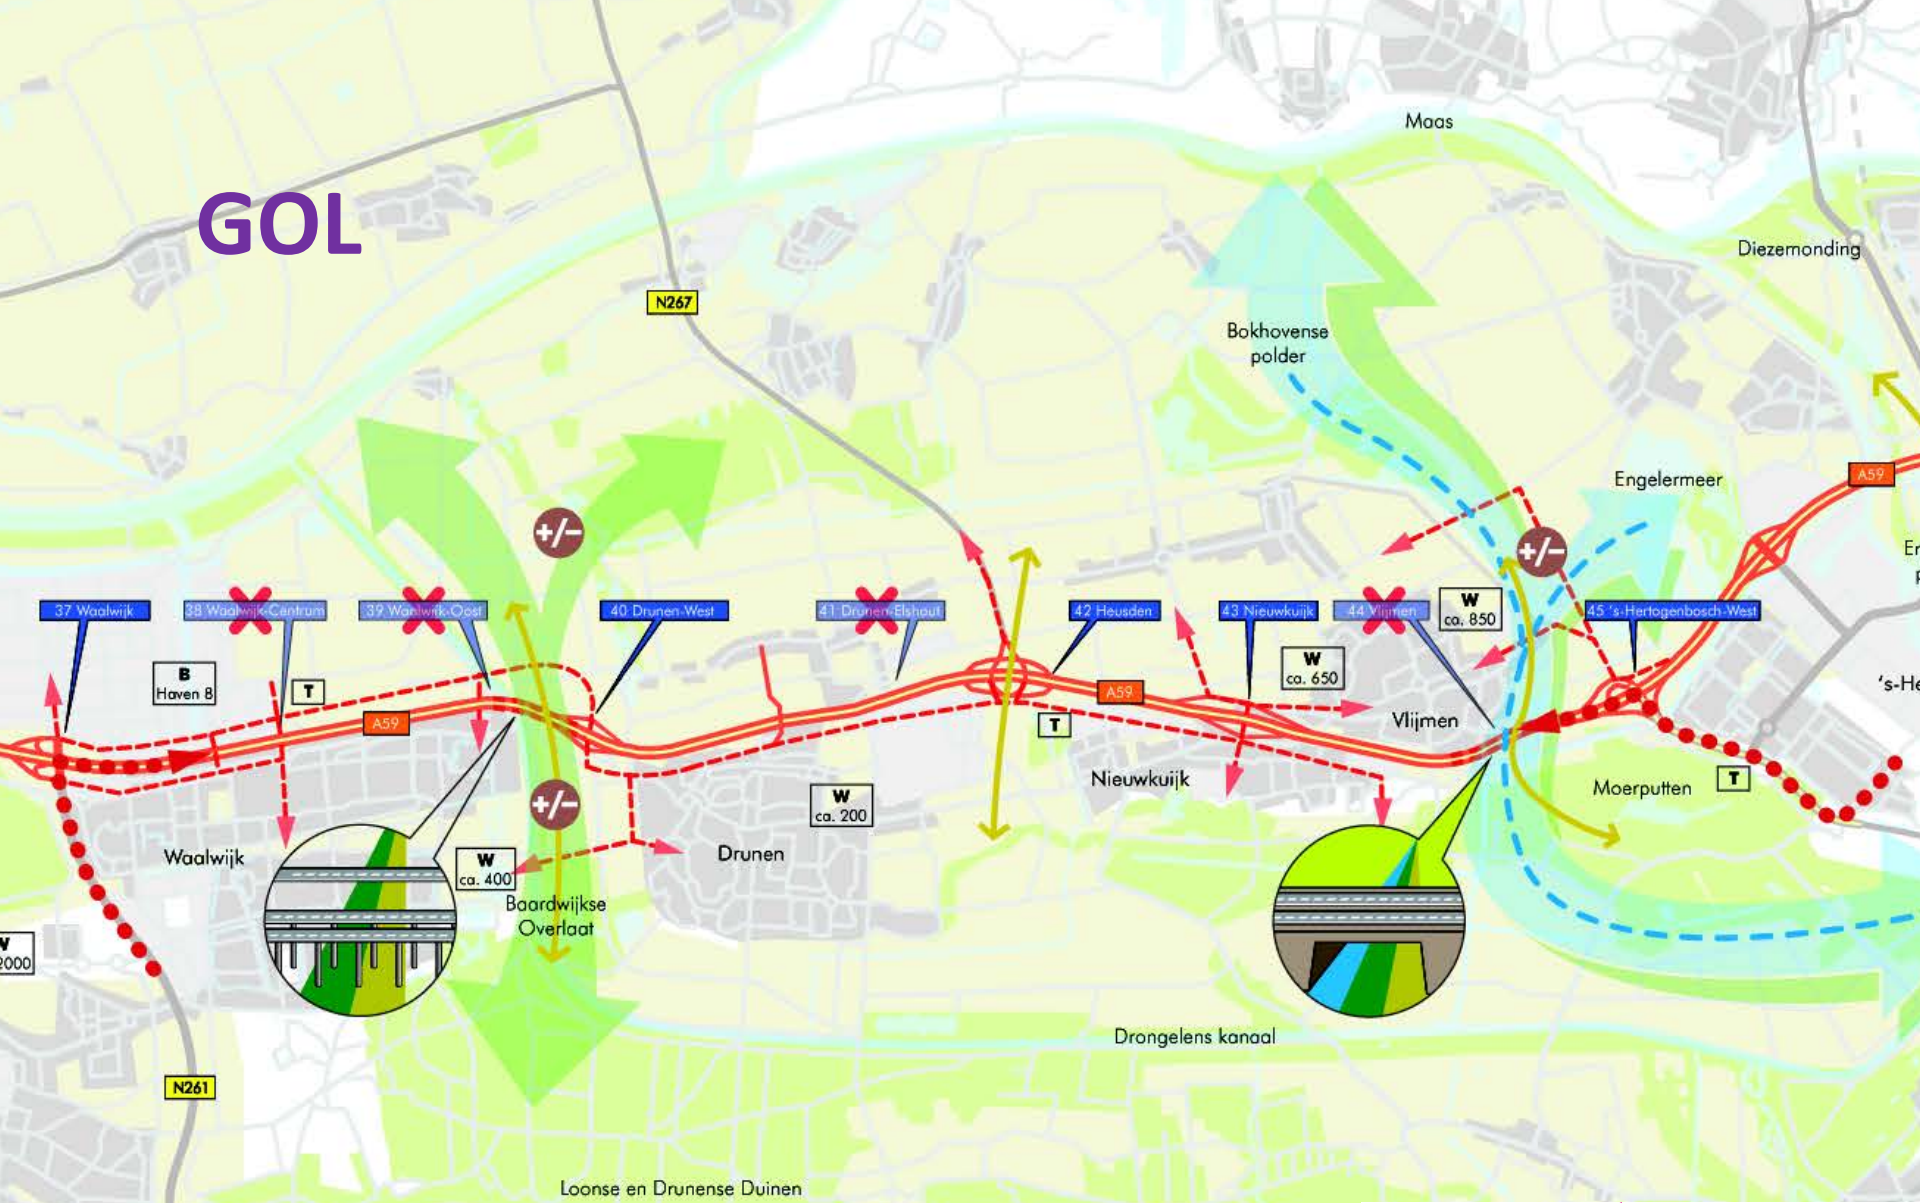 Maas
GOL
Diezemonding
N267
Bokhovense
polder
A59
Engelermeer
+/-
+/-
37 Waalwijk
38 Waalwijk-Centrum
39 Waalwijk-Oost
40 Drunen-West
41 Drunen-Elshout
42 Heusden
43 Nieuwkuijk
44 Vlijmen
W
ca. 850
45 's-Hertogenbosch-West
B
Haven 8
T
W
ca. 650
A59
A59
T
Vlijmen
Nieuwkuijk
Moerputten
T
+/-
W
ca. 200
Waalwijk
W
ca. 400
Drunen
Baardwijkse
Overlaat
W
2000
Drongelens kanaal
N261
Loonse en Drunense Duinen